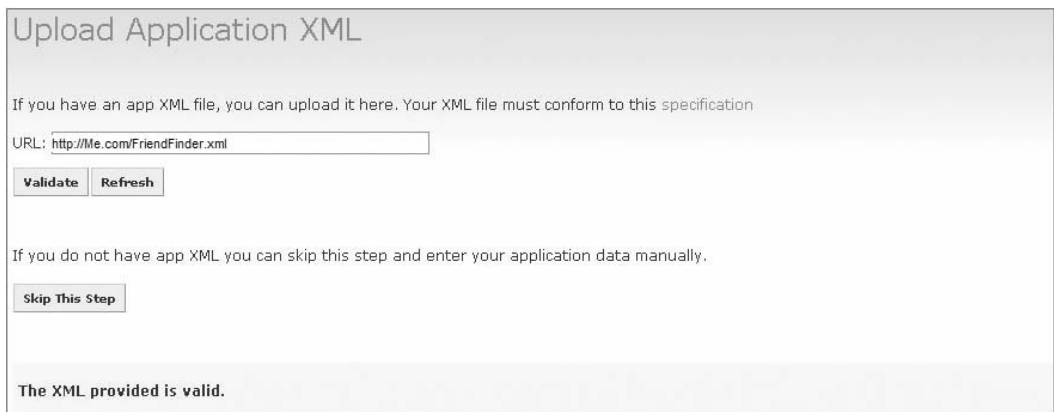 Upload Application XML
If you have an app XML file, you can upload it here. Your XML file must conform to this specification
URL: http://Me.com/FriendFinder.xml
Validate Refresh
If you do not have app XML you can skip this step and enter your application data manually.
Skip This Step
The XML provided is valid.